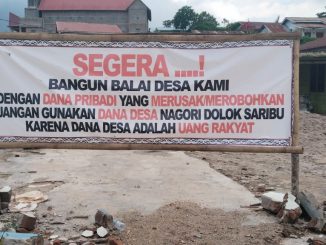 SEGERA ....!
BANGUN BALAI DESA KAMI
DENGAN DANA PRIBADI YANG MERUSAK/MEROBOHKAN
JANGAN GUNAKAN DANA DESA NAGORI DOLOK SARIBU
KARENA DANA DESA ADALAH UANG RAKYAT